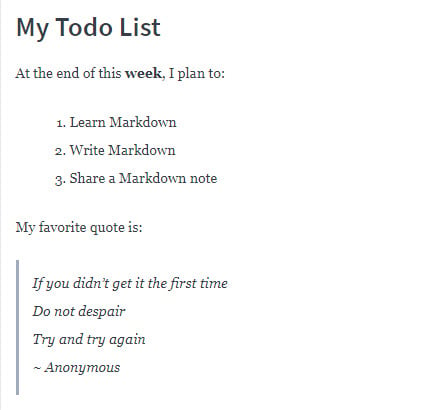 My Todo List
At the end of this week, I plan to:
1. Learn Markdown
2. Write Markdown
3. Share a Markdown note
My favorite quote is:
If you didn't get it the first time
Do not despair
Try and try again
~ Anonymous